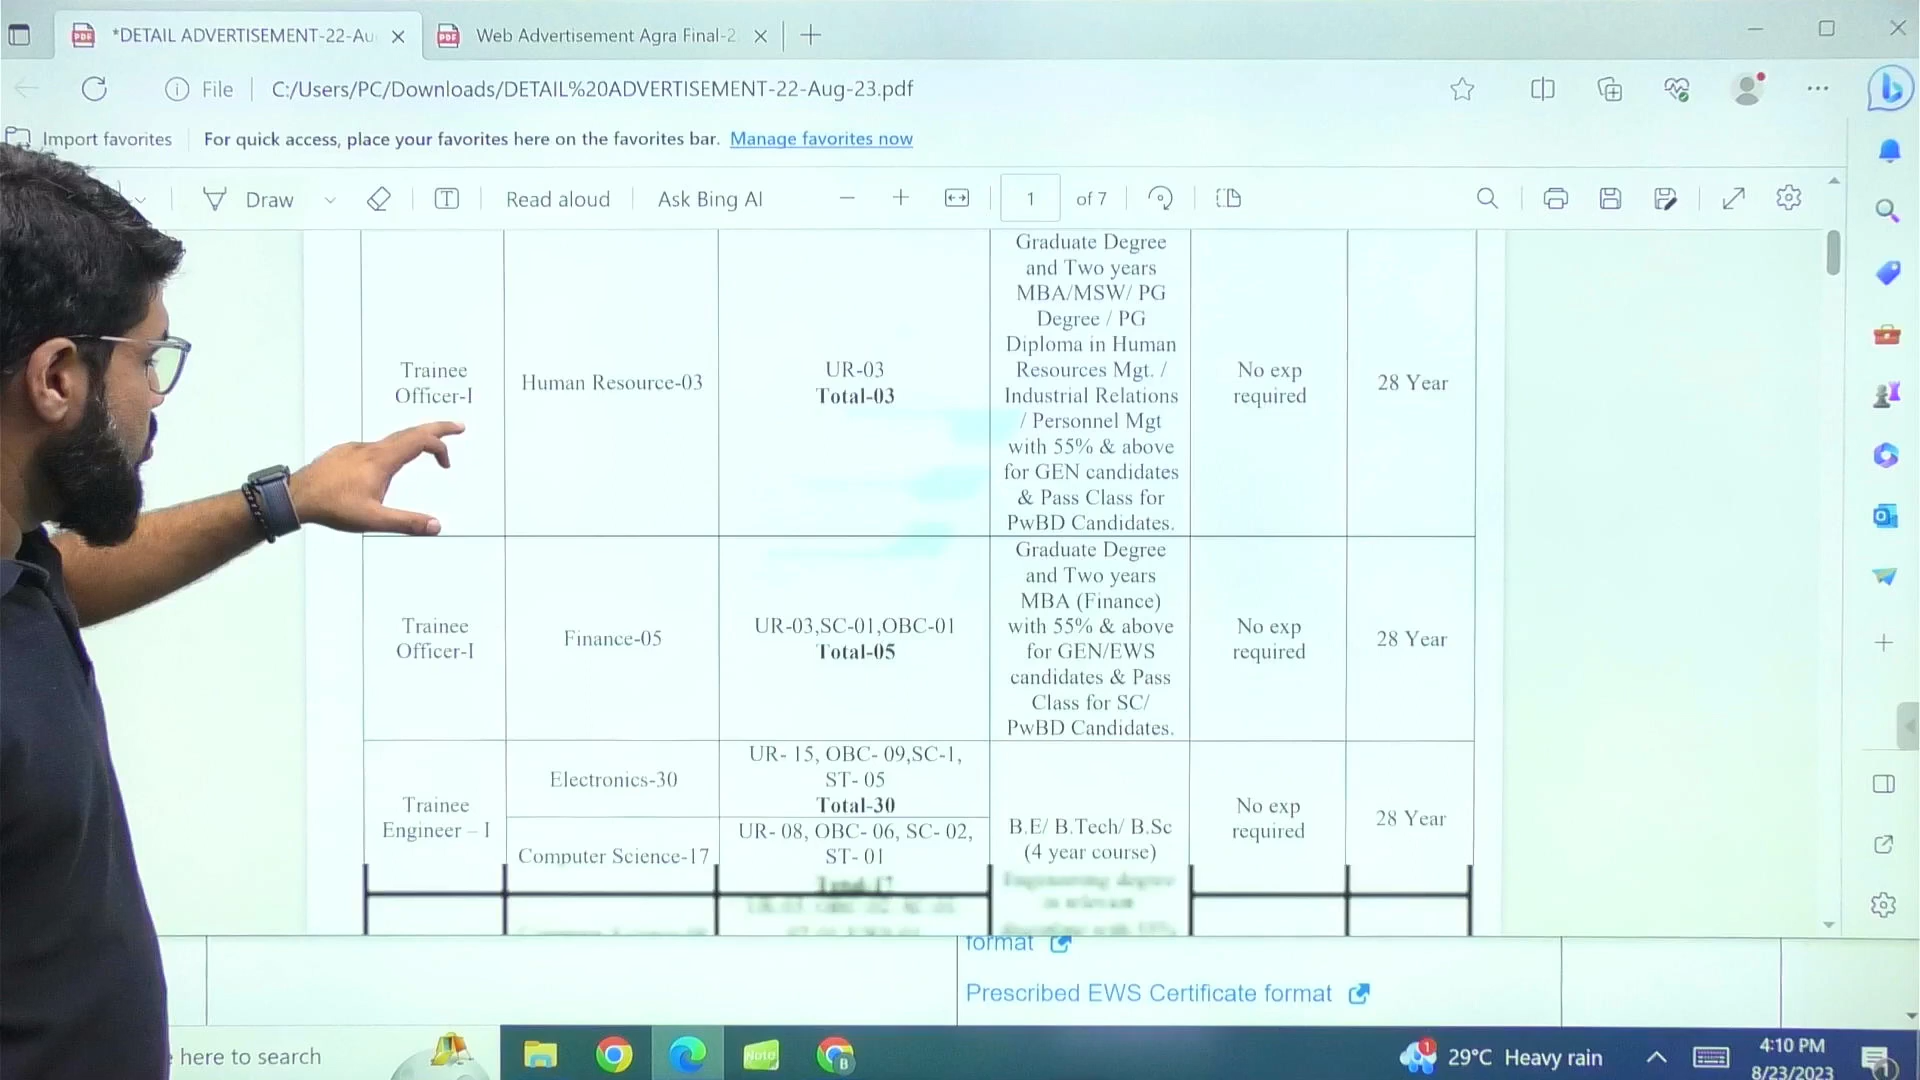 *DETAIL ADVERTISEMENT-22-Au
Web Advertisement Agra Final-2
File
C:/Users/PC/Downloads/DETAIL%20ADVERTISEMENT-22-Aug-23.pdf
Import favorites
For quick access, place your favorites here on the favorites bar. Manage favorites now
Draw
T
Read aloud
Ask Bing AI
1 of 7
Trainee
Officer-I
Human Resource-03
UR-03
Total-03
Graduate Degree
and Two years
MBA/MSW/ PG
Degree / PG
Diploma in Human
Resources Mgt. /
Industrial Relations
/ Personnel Mgt
with 55% & above
for GEN candidates
& Pass Class for
PwBD Candidates.
No exp
required
28 Year
Trainee
Officer-I
Finance-05
UR-03,SC-01,OBC-01
Total-05
Graduate Degree
and Two years
MBA (Finance)
with 55% & above
for GEN/EWS
candidates & Pass
Class for SC/
PwBD Candidates.
No exp
required
28 Year
Trainee
Engineer – I
Electronics-30
UR- 15, OBC- 09,SC-1,
ST- 05
Total-30
Computer Science-17
UR- 08, OBC- 06, SC- 02,
ST- 01
B.E/ B.Tech/ B.Sc
(4 year course)
No exp
required
28 Year
format
Prescribed EWS Certificate format
here to search
Note
B
1
29°C Heavy rain
4:10 PM
8/23/2023
1